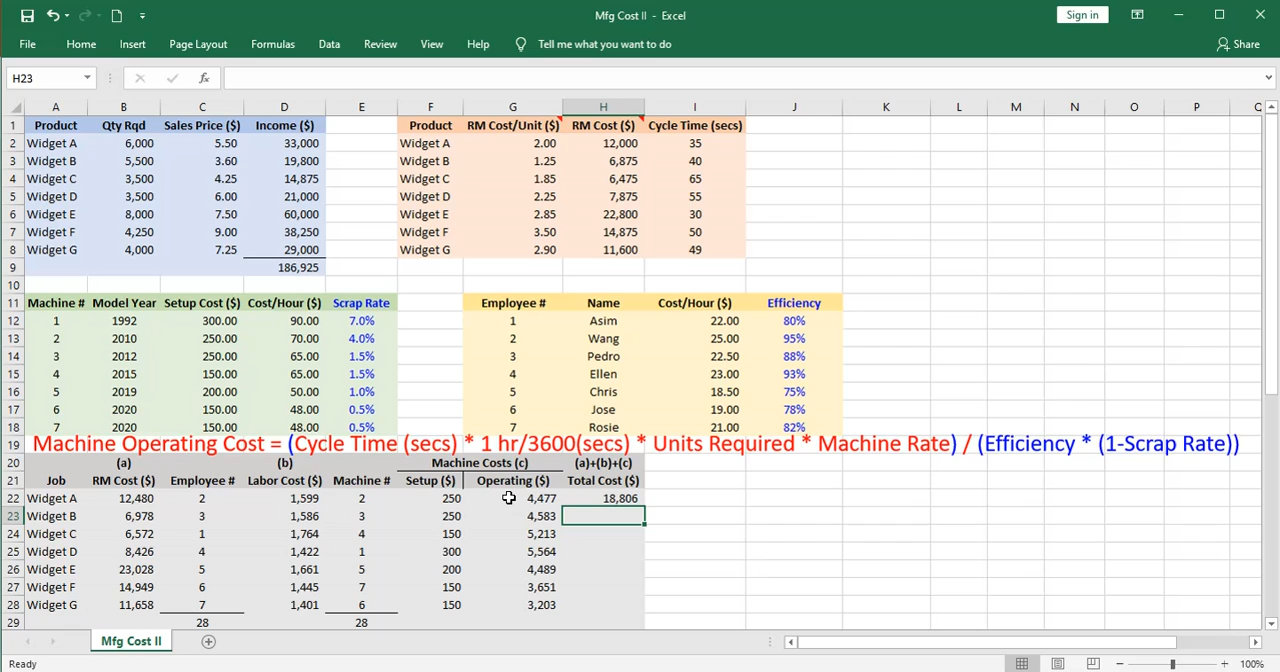 Mfg Cost II - Excel
Sign in
File Home Insert Page Layout Formulas Data Review View Help Tell me what you want to do Share
H23 fx
A B C D E F G H I J K L M N O P
1 Product Qty Rqd Sales Price ($) Income ($) Product RM Cost/Unit ($) RM Cost ($) Cycle Time (secs)
2 Widget A 6,000 5.50 33,000 Widget A 2.00 12,000 35
3 Widget B 5,500 3.60 19,800 Widget B 1.25 6,875 40
4 Widget C 3,500 4.25 14,875 Widget C 1.85 6,475 65
5 Widget D 3,500 6.00 21,000 Widget D 2.25 7,875 55
6 Widget E 8,000 7.50 60,000 Widget E 2.85 22,800 30
7 Widget F 4,250 9.00 38,250 Widget F 3.50 14,875 50
8 Widget G 4,000 7.25 29,000 Widget G 2.90 11,600 49
9 186,925
10
11 Machine # Model Year Setup Cost ($) Cost/Hour ($) Scrap Rate Employee # Name Cost/Hour ($) Efficiency
12 1 1992 300.00 90.00 7.0% 1 Asim 22.00 80%
13 2 2010 250.00 70.00 4.0% 2 Wang 25.00 95%
14 3 2012 250.00 65.00 1.5% 3 Pedro 22.50 88%
15 4 2015 150.00 65.00 1.5% 4 Ellen 23.00 93%
16 5 2019 200.00 50.00 1.0% 5 Chris 18.50 75%
17 6 2020 150.00 48.00 0.5% 6 Jose 19.00 78%
18 7 2020 150.00 48.00 0.5% 7 Rosie 21.00 82%
19 Machine Operating Cost = (Cycle Time (secs) * 1 hr/3600(secs) * Units Required * Machine Rate) / (Efficiency * (1-Scrap Rate))
20 (a) (b) Machine Costs (c) (a)+(b)+(c)
21 Job RM Cost ($) Employee # Labor Cost ($) Machine # Setup ($) Operating ($) Total Cost ($)
22 Widget A 12,480 2 1,599 2 250 4,477 18,806
23 Widget B 6,978 3 1,586 3 250 4,583
24 Widget C 6,572 1 1,764 4 150 5,213
25 Widget D 8,426 4 1,422 1 300 5,564
26 Widget E 23,028 5 1,661 5 200 4,489
27 Widget F 14,949 6 1,445 7 150 3,651
28 Widget G 11,658 7 1,401 6 150 3,203
29 28 28
Mfg Cost II
Ready 100%